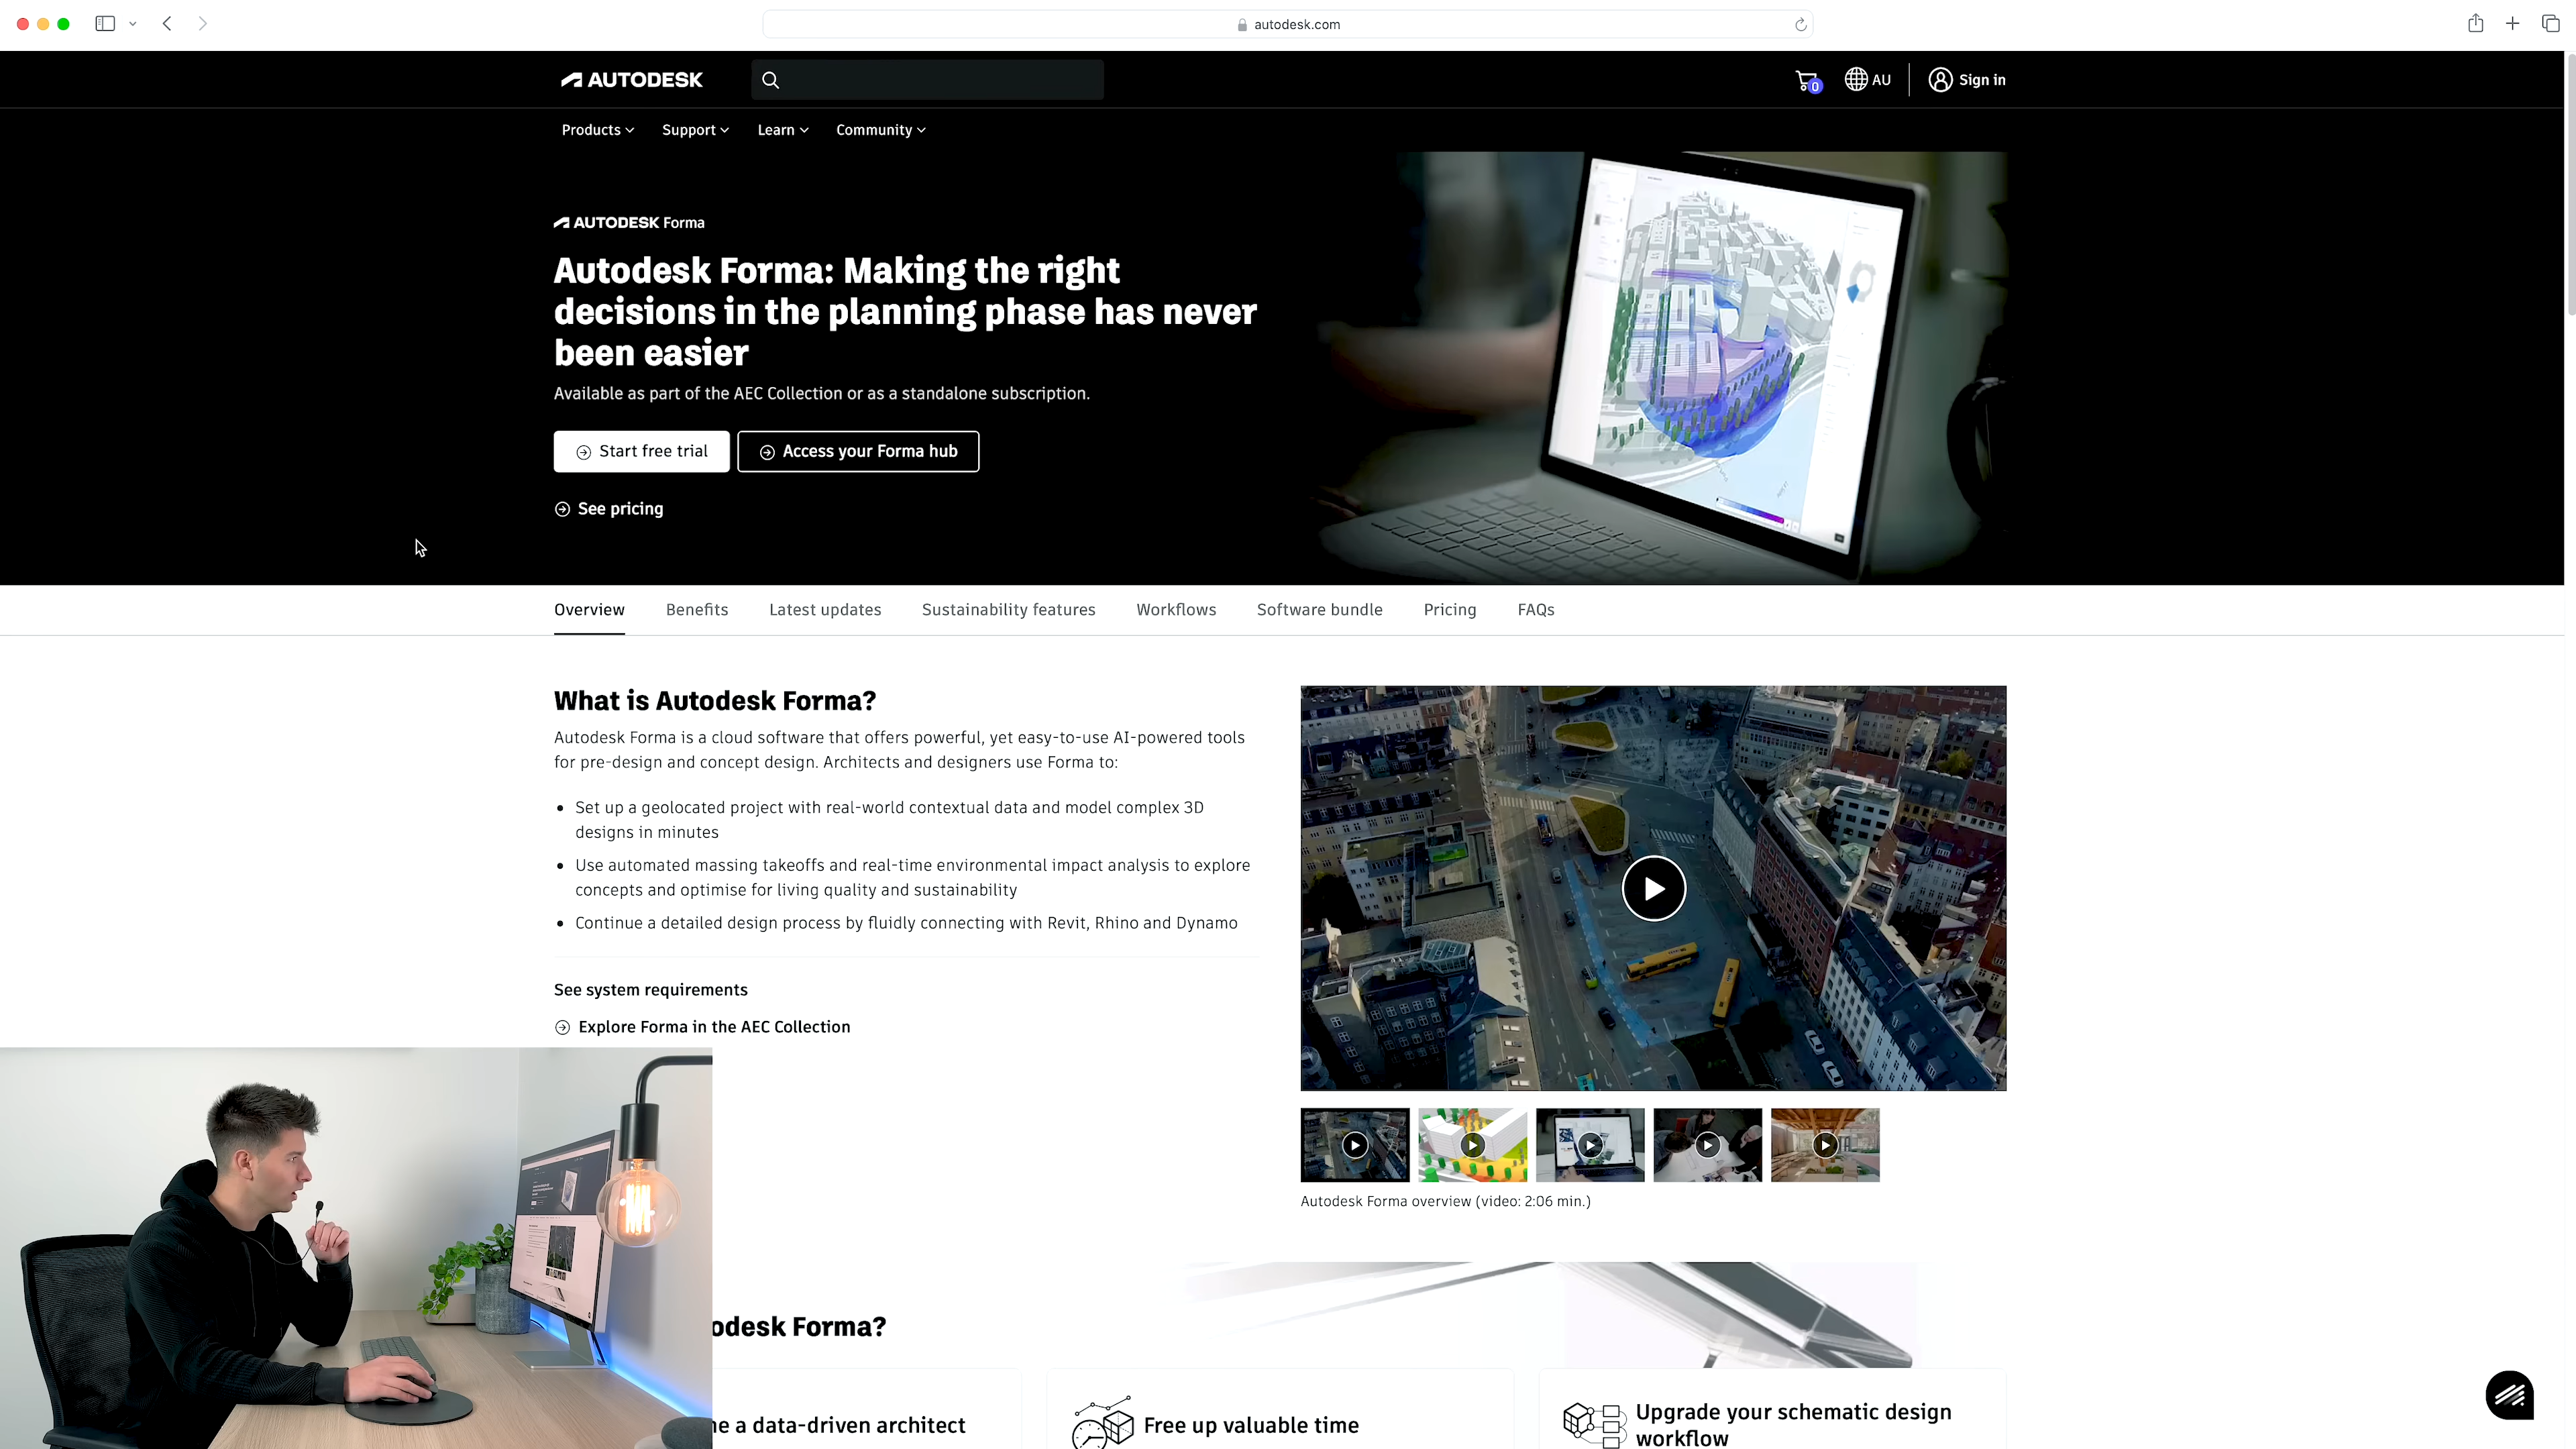 autodesk.com
AUTODESK
0
AU
Sign in
Products
Support
Learn
Community
AUTODESK Forma
Autodesk Forma: Making the right
decisions in the planning phase has never
been easier
Available as part of the AEC Collection or as a standalone subscription.
Start free trial
Access your Forma hub
See pricing
Overview
Benefits
Latest updates
Sustainability features
Workflows
Software bundle
Pricing
FAQs
What is Autodesk Forma?
Autodesk Forma is a cloud software that offers powerful, yet easy-to-use AI-powered tools
for pre-design and concept design. Architects and designers use Forma to:
Set up a geolocated project with real-world contextual data and model complex 3D
designs in minutes
Use automated massing takeoffs and real-time environmental impact analysis to explore
concepts and optimise for living quality and sustainability
Continue a detailed design process by fluidly connecting with Revit, Rhino and Dynamo
See system requirements
Explore Forma in the AEC Collection
Autodesk Forma overview (video: 2:06 min.)
odesk Forma?
e a data-driven architect
Free up valuable time
Upgrade your schematic design
workflow